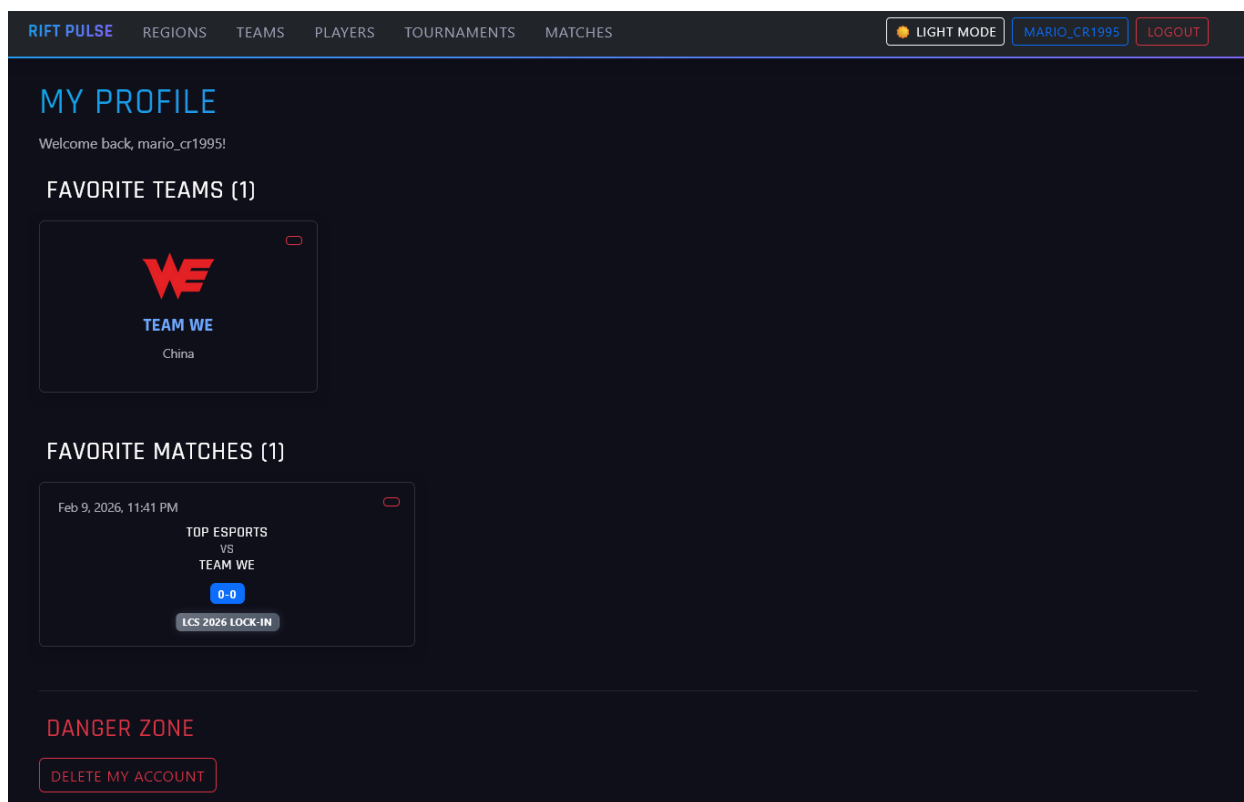 RIFT PULSE REGIONS TEAMS PLAYERS TOURNAMENTS MATCHES LIGHT MODE MARIO_CR1995 LOGOUT
MY PROFILE
Welcome back, mario_cr1995!
FAVORITE TEAMS (1)
WE
TEAM WE
China
FAVORITE MATCHES (1)
Feb 9, 2026, 11:41 PM
TOP ESPORTS
VS
TEAM WE
0-0
LCS 2026 LOCK-IN
DANGER ZONE
DELETE MY ACCOUNT